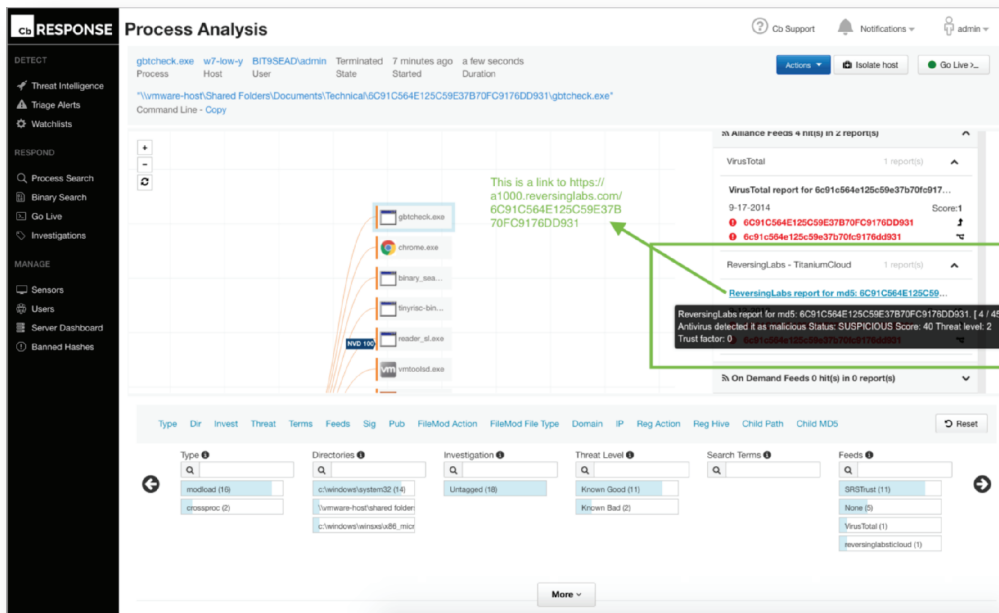 Cb RESPONSE
Process Analysis
Cb Support
Notifications
admin
DETECT
Threat Intelligence
Triage Alerts
Watchlists
RESPOND
Process Search
Binary Search
Go Live
Investigations
MANAGE
Sensors
Users
Server Dashboard
Banned Hashes
gbtcheck.exe w7-low-y BIT9SEAD\admin Terminated 7 minutes ago a few seconds
Process Host User State Started Duration
Actions
Isolate host
Go Live >_
"\\vmware-host\Shared Folders\Documents\Technical\6C91C564E125C59E37B70FC9176DD931\gbtcheck.exe"
Command Line - Copy
+
-
This is a link to https://
a1000.reversinglabs.com/
6C91C564E125C59E37B
70FC9176DD931
gbtcheck.exe
chrome.exe
binary_sea...
tinyrisc-bin...
NVD 100
reader_sl.exe
vm vmtoolsd.exe
Alliance Feeds 4 hit(s) in 2 report(s)
VirusTotal 1 report(s)
VirusTotal report for 6c91c564e125c59e37b70fc917...
9-17-2014 Score:1
6C91C564E125C59E37B70FC9176DD931
6c91c564e125c59e37b70fc9176dd931
ReversingLabs - TitaniumCloud 1 report(s)
ReversingLabs report for md5: 6C91C564E125C59...
ReversingLabs report for md5: 6C91C564E125C59E37B70FC9176DD931. [ 4 / 45
Antivirus detected it as malicious Status: SUSPICIOUS Score: 40 Threat level: 2
Trust factor: 0
6c91c564e125c59e37b70fc9176dd931
On Demand Feeds 0 hit(s) in 0 report(s)
Type Dir Invest Threat Terms Feeds Sig Pub FileMod Action FileMod File Type Domain IP Reg Action Reg Hive Child Path Child MD5
Reset
Type
modload (16)
crossproc (2)
Directories
c:\windows\system32 (14)
\\vmware-host\shared folder
c:\windows\winsxs\x86_micr
Investigation
Untagged (18)
Threat Level
Known Good (11)
Known Bad (2)
Search Terms
Feeds
SRSTrust (11)
None (5)
VirusTotal (1)
reversinglabsticloud (1)
More